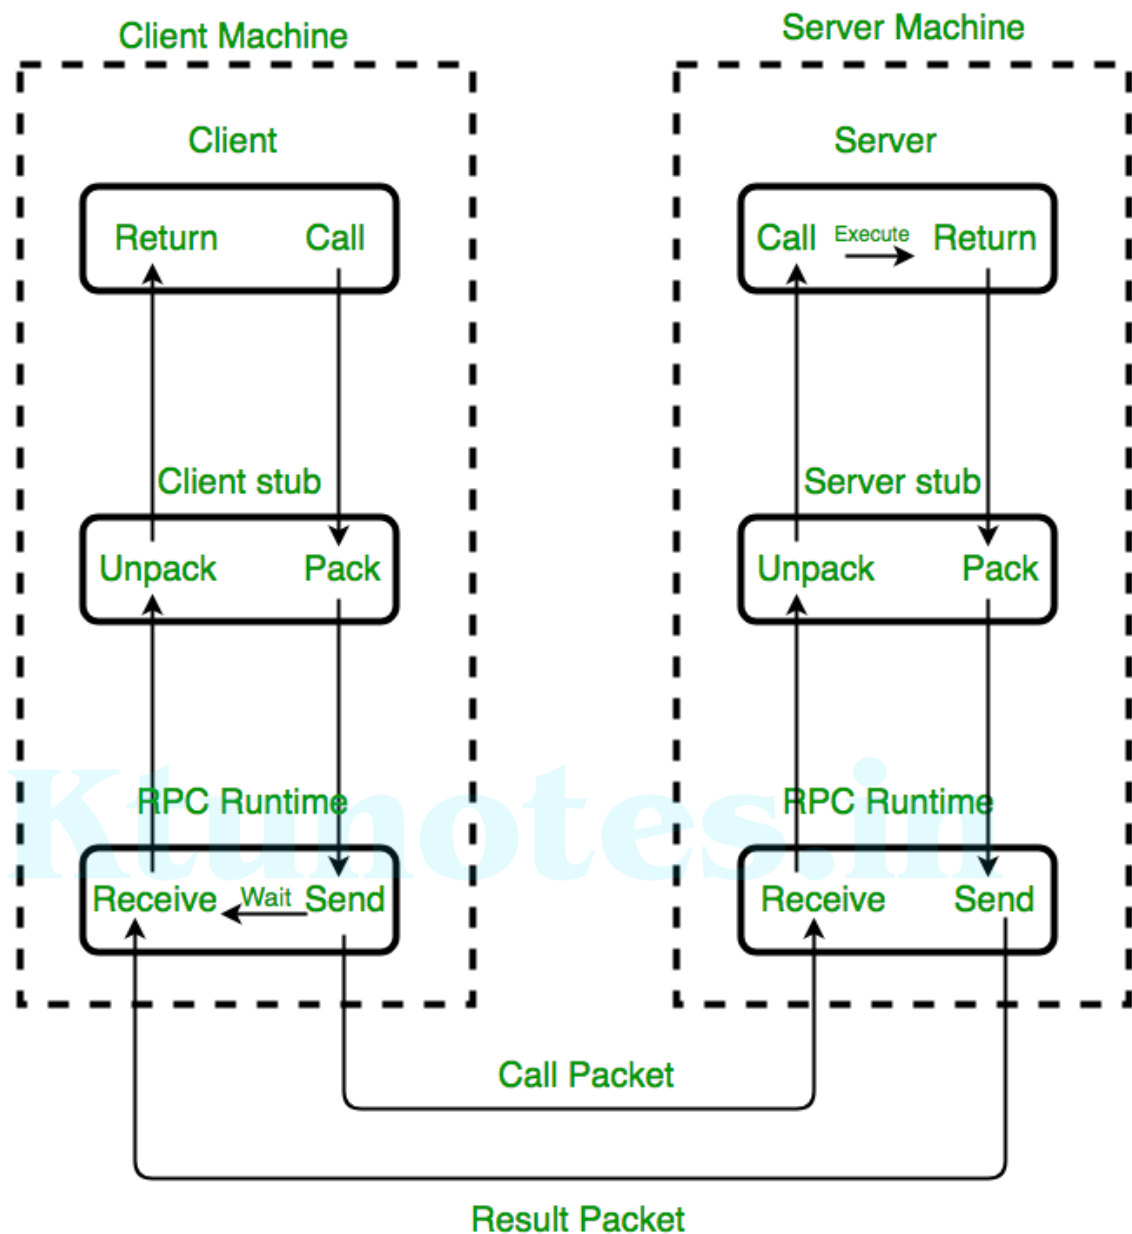 Client Machine
Server Machine
Client
Server
Return Call
Call Execute Return
Client stub
Server stub
Unpack Pack
Unpack Pack
RPC Runtime
RPC Runtime
Receive Wait Send
Receive Send
Ktunotes.in
Call Packet
Result Packet